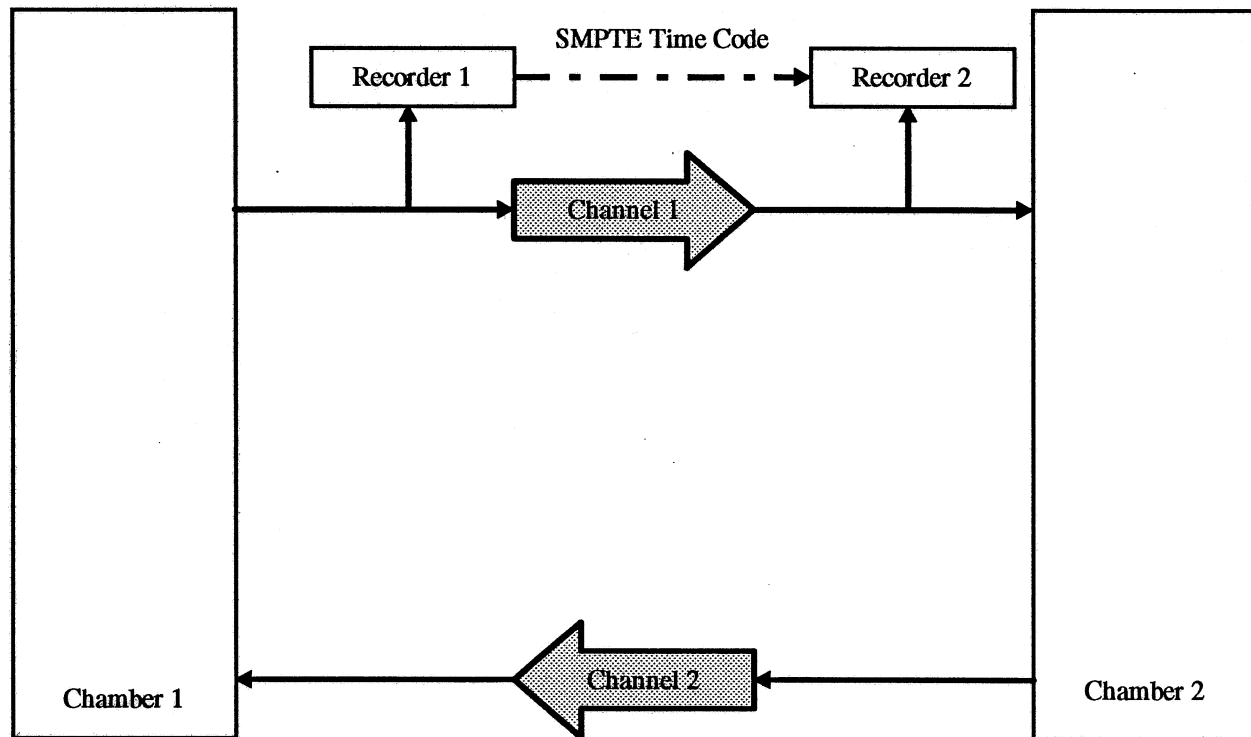 SMPTE Time Code
Recorder 1
Recorder 2
Channel 1
Channel 2
Chamber 1
Chamber 2